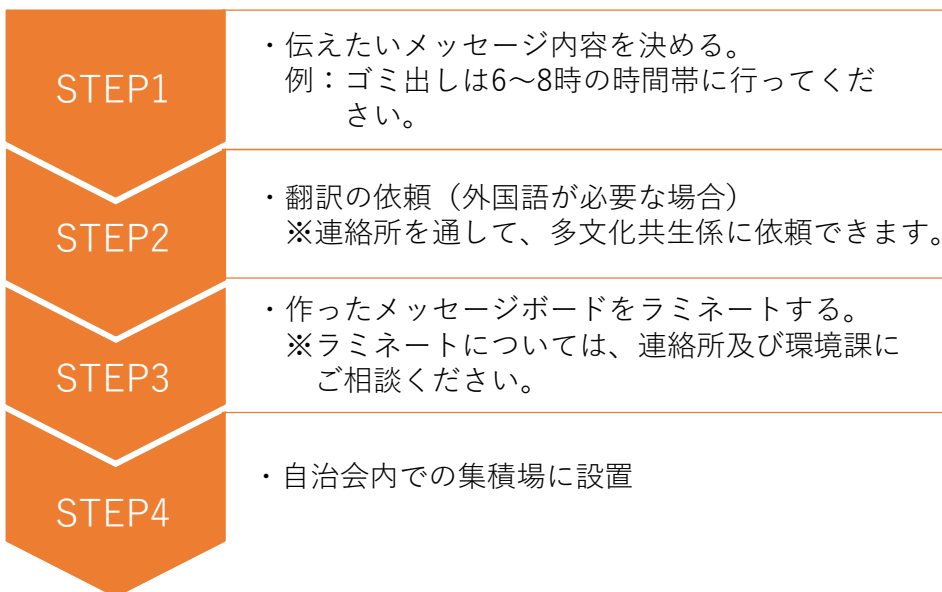 STEP1
・伝えたいメッセージ内容を決める。
例：ゴミ出しは6～8時の時間帯に行ってくだ
さい。
STEP2
・翻訳の依頼（外国語が必要な場合）
※連絡所を通して、多文化共生係に依頼できます。
STEP3
・作ったメッセージボードをラミネートする。
※ラミネートについては、連絡所及び環境課に
ご相談ください。
STEP4
・自治会内での集積場に設置